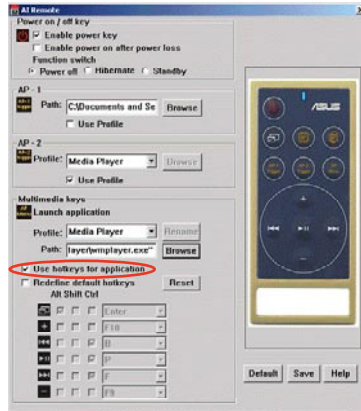 AI Remote
Power on / off key
Enable power key
Enable power on after power loss
Function switch
Power off Hibernate Standby
AP - 1
Path: C:\Documents and Se Browse
Use Profile
AP - 2
Profile: Media Player Browse
Use Profile
Multimedia keys
Launch application
Profile: Media Player Rename
Path: layer\wmplayer.exe" Browse
Use hotkeys for application
Redefine default hotkeys Reset
Alt Shift Ctrl
Enter
F10
B
P
F
F9
ASUS
Default Save Help